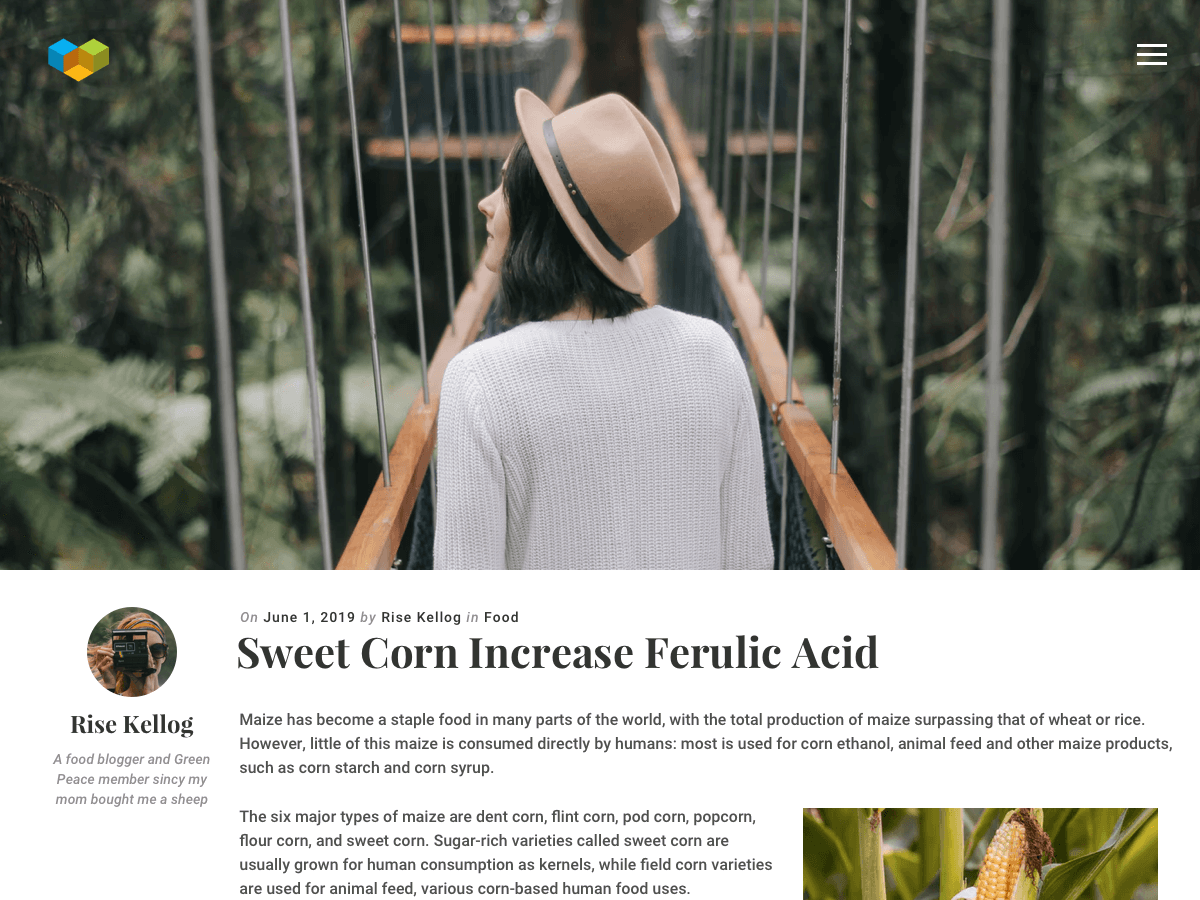 On June 1, 2019 by Rise Kellog in Food
Sweet Corn Increase Ferulic Acid
Rise Kellog
A food blogger and Green
Peace member sincy my
mom bought me a sheep
Maize has become a staple food in many parts of the world, with the total production of maize surpassing that of wheat or rice.
However, little of this maize is consumed directly by humans: most is used for corn ethanol, animal feed and other maize products,
such as corn starch and corn syrup.
The six major types of maize are dent corn, flint corn, pod corn, popcorn,
flour corn, and sweet corn. Sugar-rich varieties called sweet corn are
usually grown for human consumption as kernels, while field corn varieties
are used for animal feed, various corn-based human food uses.